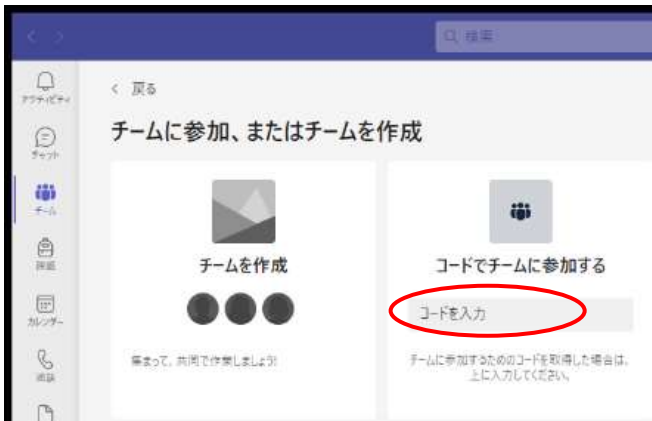 検索
アクティビティ
< 戻る
チームに参加、またはチームを作成
チャット
チーム
チームを作成
コードでチームに参加する
課題
コードを入力
カレンダー
集まって、共同で作業しましょう!
チームに参加するためのコードを取得した場合は、
上に入力してください。
通話